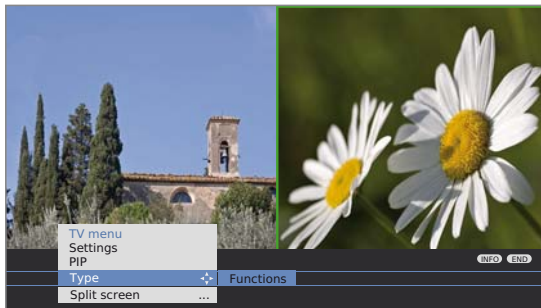 TV menu
Settings
PIP
Type
Functions
Split screen ...
INFO END